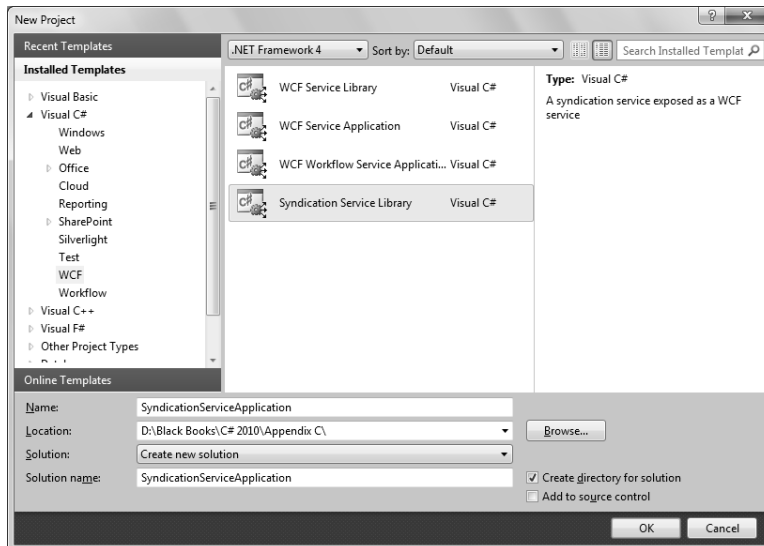 New Project
Recent Templates
Installed Templates
Visual Basic
Visual C#
Windows
Web
Office
Cloud
Reporting
SharePoint
Silverlight
Test
WCF
Workflow
Visual C++
Visual F#
Other Project Types
Online Templates
.NET Framework 4
Sort by: Default
Search Installed Templat
WCF Service Library Visual C#
WCF Service Application Visual C#
WCF Workflow Service Applicati... Visual C#
Syndication Service Library Visual C#
Type: Visual C#
A syndication service exposed as a WCF
service
Name: SyndicationServiceApplication
Location: D:\Black Books\C# 2010\Appendix C\
Browse...
Solution: Create new solution
Solution name: SyndicationServiceApplication
Create directory for solution
Add to source control
OK
Cancel